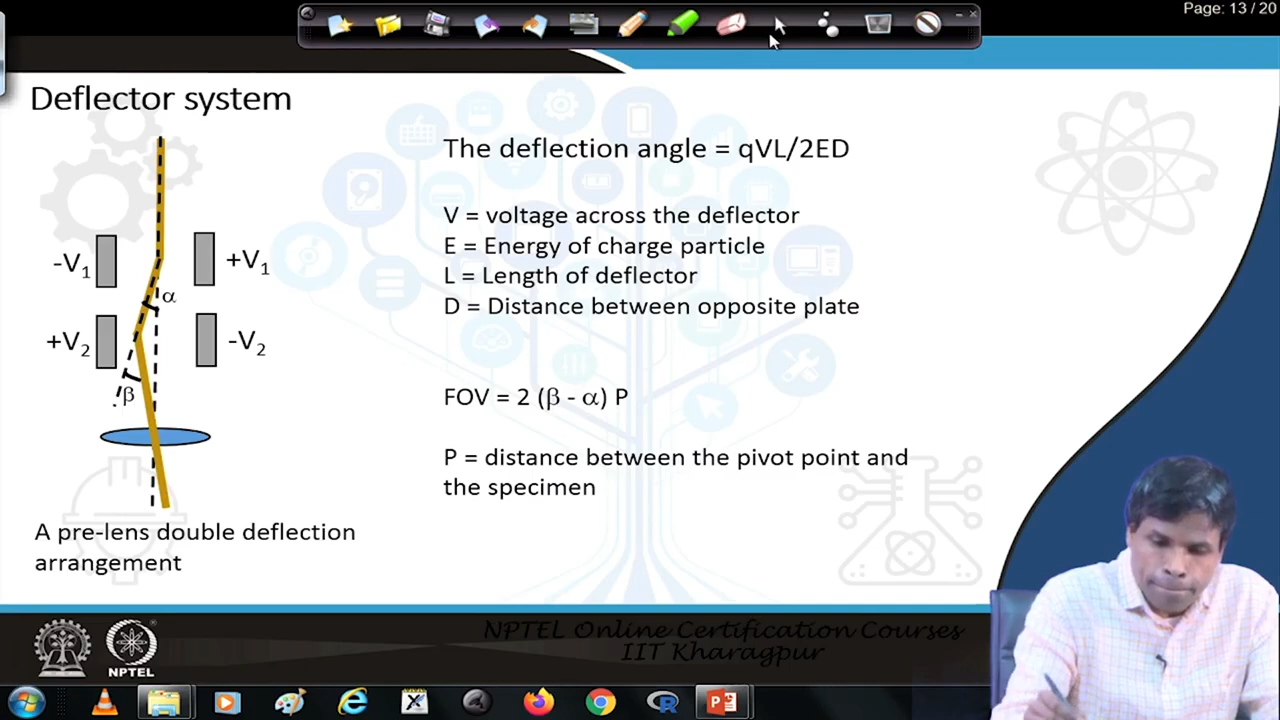 Page: 13 / 20
Deflector system
The deflection angle = qVL/2ED
V = voltage across the deflector
E = Energy of charge particle
L = Length of deflector
D = Distance between opposite plate
-V₁
+V₁
α
+V₂
-V₂
β
FOV = 2 (β - α) P
P = distance between the pivot point and
the specimen
A pre-lens double deflection
arrangement
NPTEL Online Certification Courses
IIT Kharagpur
NPTEL